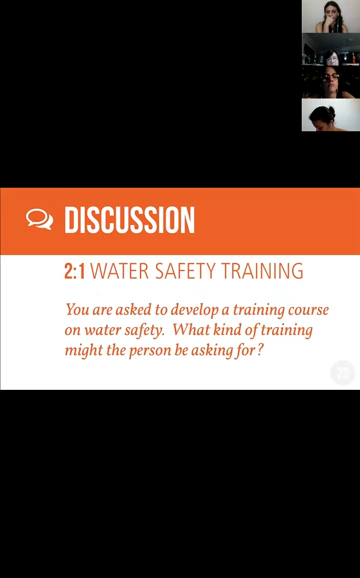 DISCUSSION
2:1 WATER SAFETY TRAINING
You are asked to develop a training course
on water safety. What kind of training
might the person be asking for?